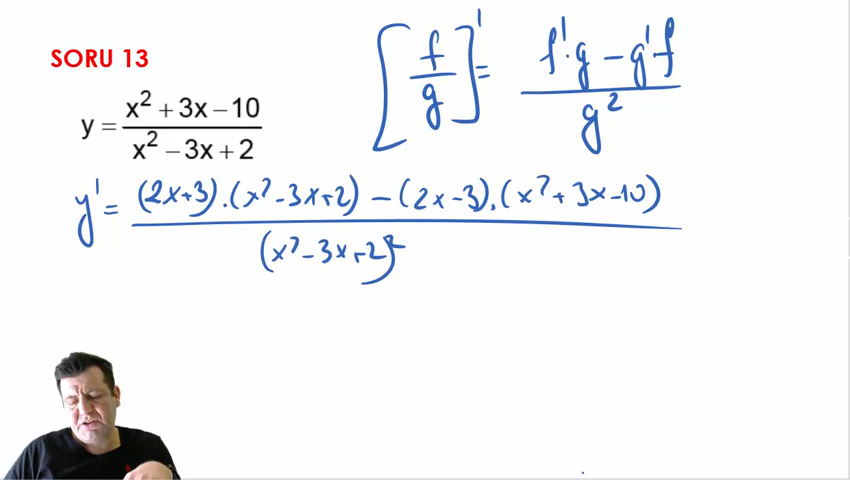 SORU 13
[f/g]' = (f'·g − g'f)/g²
y = (x² + 3x − 10)/(x² − 3x + 2)
y' = ((2x+3)·(x²−3x+2) − (2x−3)·(x²+3x−10))/(x²−3x+2)²